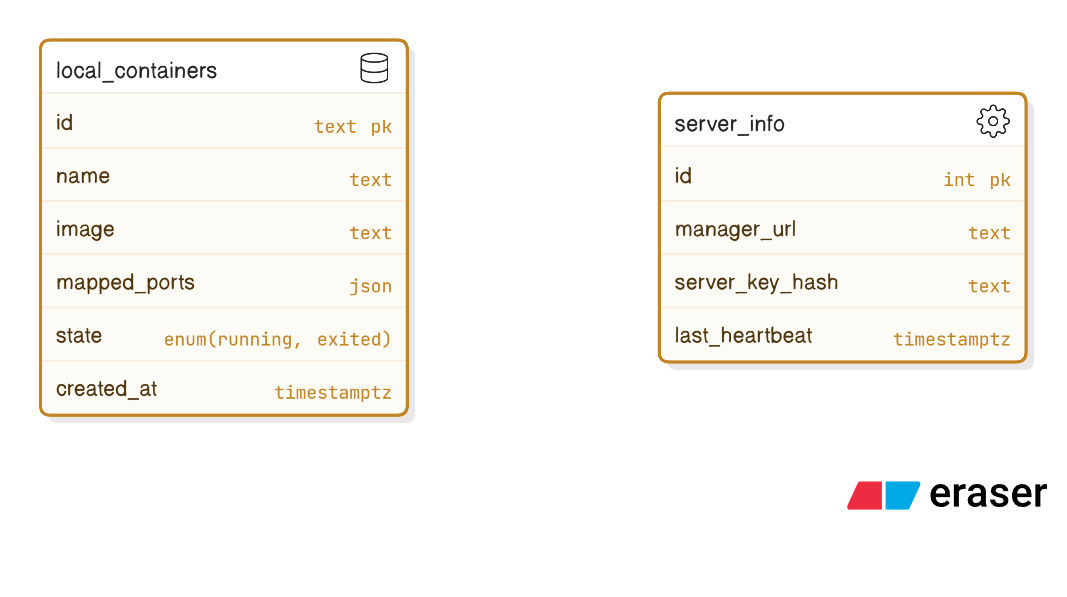 local_containers
id text pk
name text
image text
mapped_ports json
state enum(running, exited)
created_at timestamptz
server_info
id int pk
manager_url text
server_key_hash text
last_heartbeat timestamptz
eraser